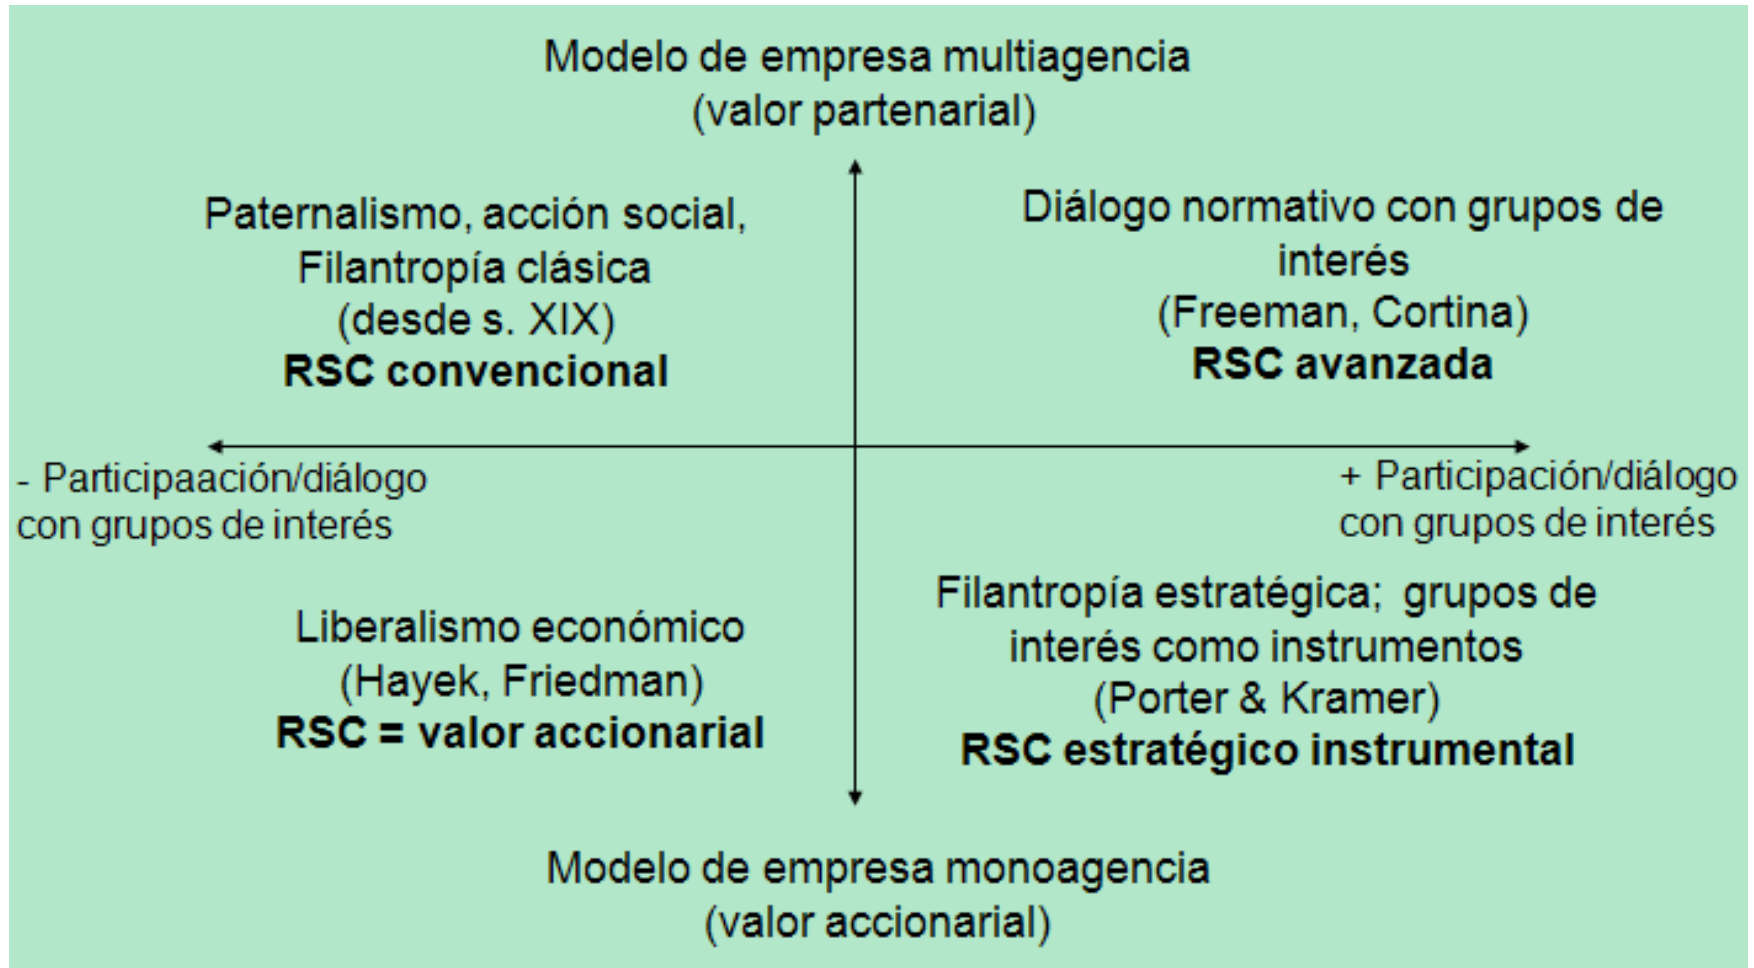 Modelo de empresa multiagencia
(valor partenarial)
Paternalismo, acción social,
Filantropía clásica
(desde s. XIX)
RSC convencional
Diálogo normativo con grupos de
interés
(Freeman, Cortina)
RSC avanzada
- Participaación/diálogo
con grupos de interés
+ Participación/diálogo
con grupos de interés
Liberalismo económico
(Hayek, Friedman)
RSC = valor accionarial
Filantropía estratégica; grupos de
interés como instrumentos
(Porter & Kramer)
RSC estratégico instrumental
Modelo de empresa monoagencia
(valor accionarial)